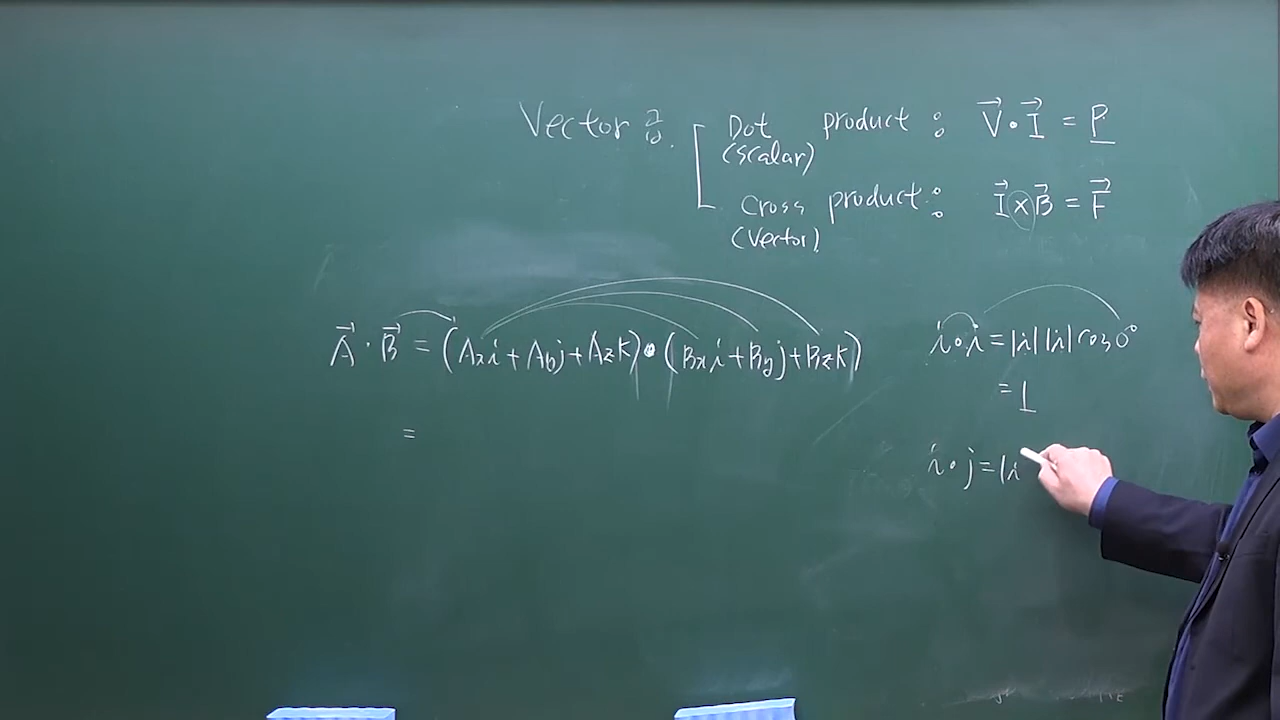 Vector 곱. Dot product : V⃗•I⃗ = P
(scalar)
Cross product : I⃗×B⃗ = F⃗
(Vector)
A⃗·B⃗ = (Axi+Ayj+Azk)•(Bxi+Byj+Bzk)
=
i•i=|i||i|cos0°
= 1
i•j=|i